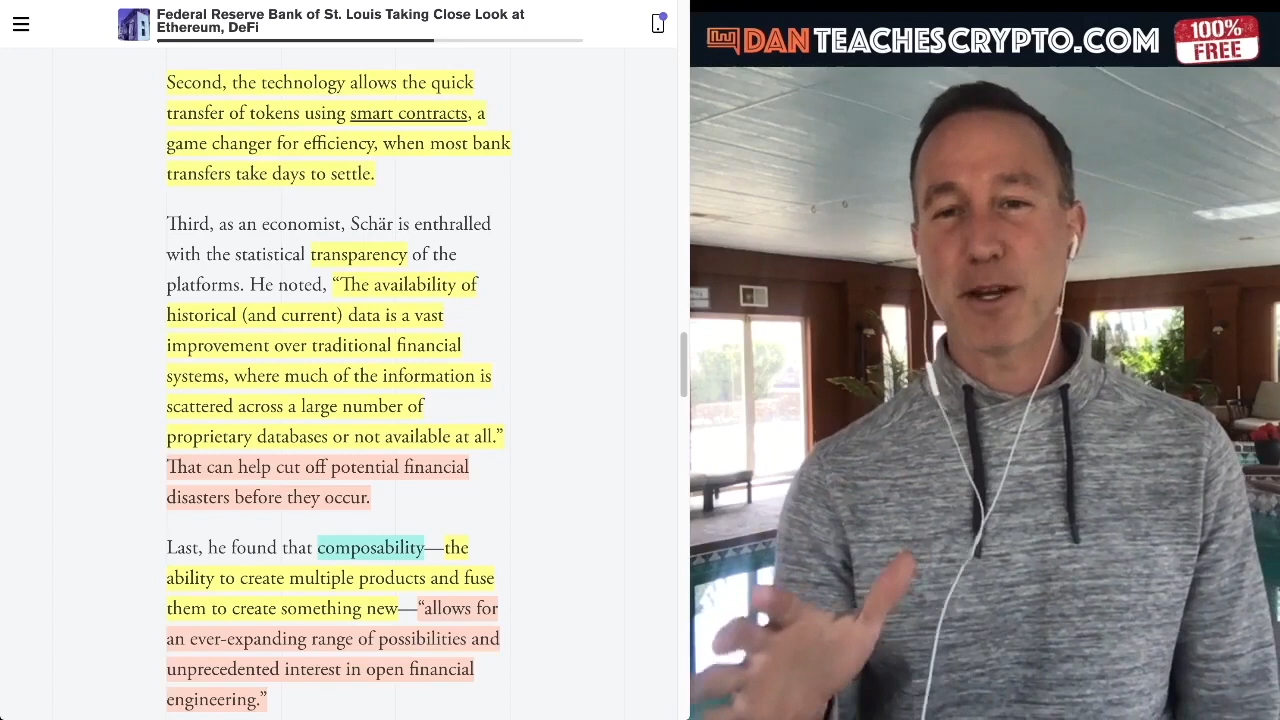 Federal Reserve Bank of St. Louis Taking Close Look at
Ethereum, DeFi
Second, the technology allows the quick
transfer of tokens using smart contracts, a
game changer for efficiency, when most bank
transfers take days to settle.
Third, as an economist, Schär is enthralled
with the statistical transparency of the
platforms. He noted, “The availability of
historical (and current) data is a vast
improvement over traditional financial
systems, where much of the information is
scattered across a large number of
proprietary databases or not available at all.”
That can help cut off potential financial
disasters before they occur.
Last, he found that composability—the
ability to create multiple products and fuse
them to create something new—“allows for
an ever-expanding range of possibilities and
unprecedented interest in open financial
engineering.”
DANTEACHESCRYPTO.COM
100%
FREE